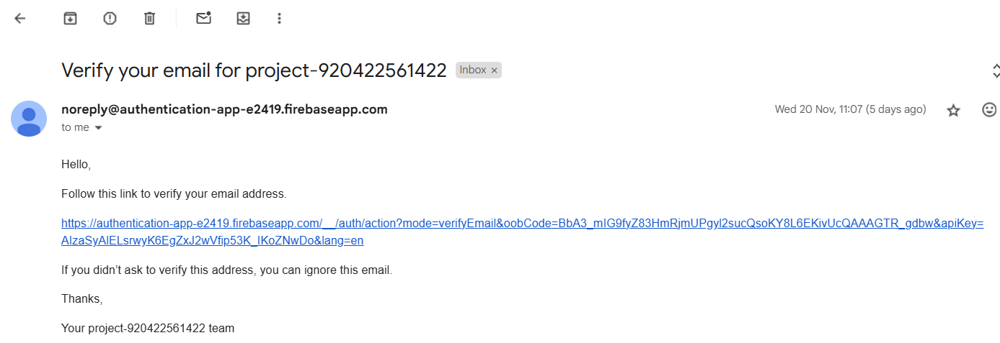 Verify your email for project-920422561422 Inbox ×
noreply@authentication-app-e2419.firebaseapp.com Wed 20 Nov, 11:07 (5 days ago)
to me
Hello,
Follow this link to verify your email address.
https://authentication-app-e2419.firebaseapp.com/__/auth/action?mode=verifyEmail&oobCode=BbA3_mIG9fyZ83HmRjmUPgyl2sucQsoKY8L6EKivUcQAAAGTR_gdbw&apiKey=
AIzaSyAlELsrwyK6EgZxJ2wVfip53K_IKoZNwDo&lang=en
If you didn’t ask to verify this address, you can ignore this email.
Thanks,
Your project-920422561422 team